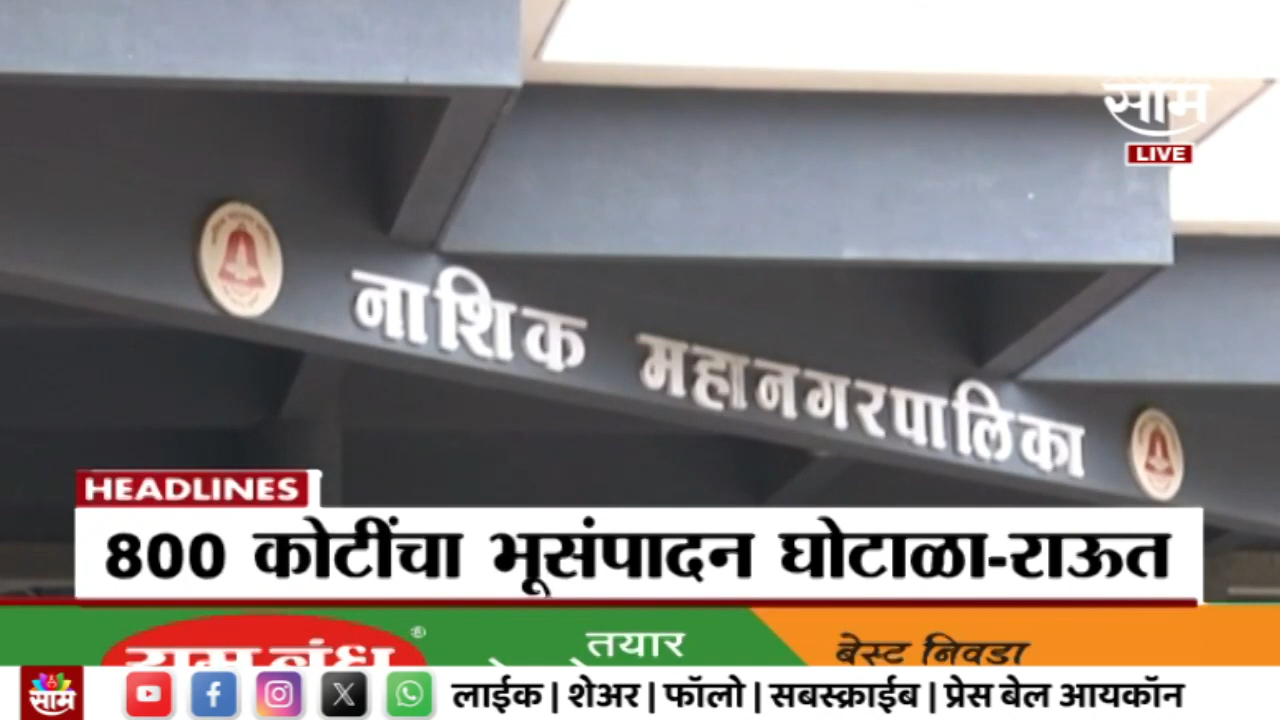 साम
LIVE
नाशिक महानगरपालिका
HEADLINES
800 कोटींचा भूसंपादन घोटाळा-राऊत
तयार
बेस्ट निवडा
साम
लाईक | शेअर | फॉलो | सबस्क्राईब | प्रेस बेल आयकॉन